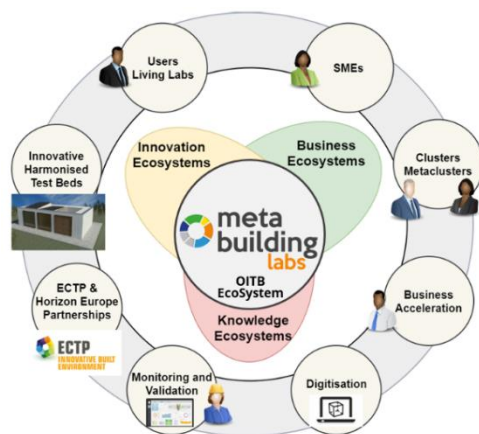 Users
Living Labs
SMEs
Innovation
Ecosystems
Business
Ecosystems
Innovative
Harmonised
Test Beds
Clusters
Metaclusters
meta
building
labs
OITB
EcoSystem
ECTP &
Horizon Europe
Partnerships
Business
Acceleration
Knowledge
Ecosystems
ECTP
INNOVATIVE BUILT
ENVIRONMENT
Monitoring and
Validation
Digitisation